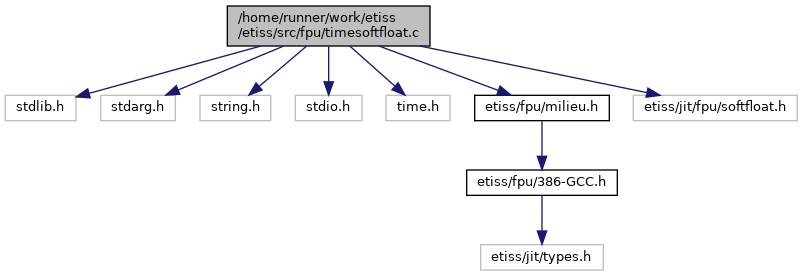 /home/runner/work/etiss
/etiss/src/fpu/timesoftfloat.c
stdlib.h
stdarg.h
string.h
stdio.h
time.h
etiss/fpu/milieu.h
etiss/jit/fpu/softfloat.h
etiss/fpu/386-GCC.h
etiss/jit/types.h